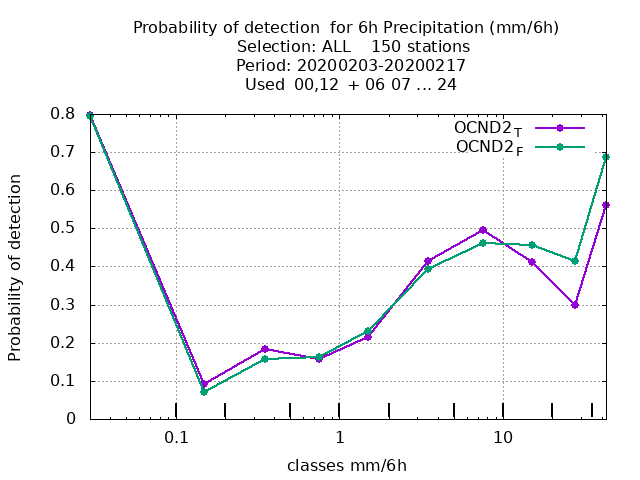 Probability of detection for 6h Precipitation (mm/6h)
Selection: ALL 150 stations
Period: 20200203-20200217
Used 00,12 + 06 07 ... 24
OCND2T
OCND2F
Probability of detection
0.8
0.7
0.6
0.5
0.4
0.3
0.2
0.1
0
0.1 1 10
classes mm/6h